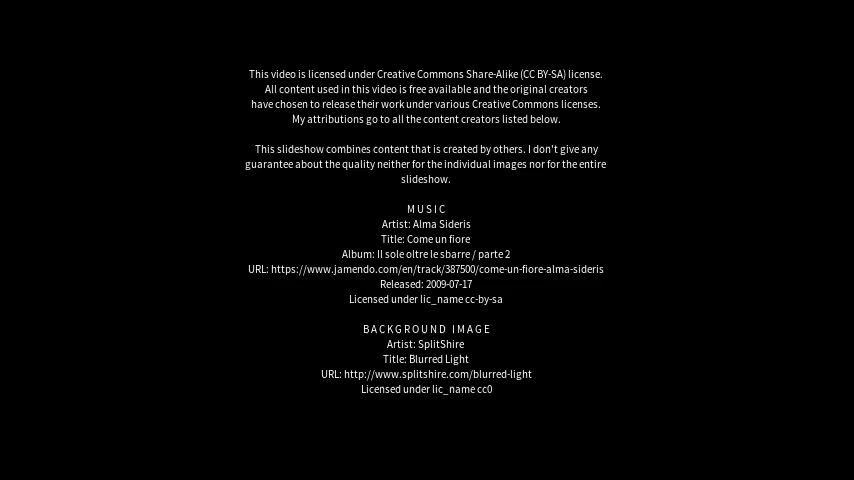 This video is licensed under Creative Commons Share-Alike (CC BY-SA) license.
All content used in this video is free available and the original creators
have chosen to release their work under various Creative Commons licenses.
My attributions go to all the content creators listed below.
This slideshow combines content that is created by others. I don't give any
guarantee about the quality neither for the individual images nor for the entire
slideshow.
MUSIC
Artist: Alma Sideris
Title: Come un fiore
Album: Il sole oltre le sbarre / parte 2
URL: https://www.jamendo.com/en/track/387500/come-un-fiore-alma-sideris
Released: 2009-07-17
Licensed under lic_name cc-by-sa
BACKGROUND IMAGE
Artist: SplitShire
Title: Blurred Light
URL: http://www.splitshire.com/blurred-light
Licensed under lic_name cc0